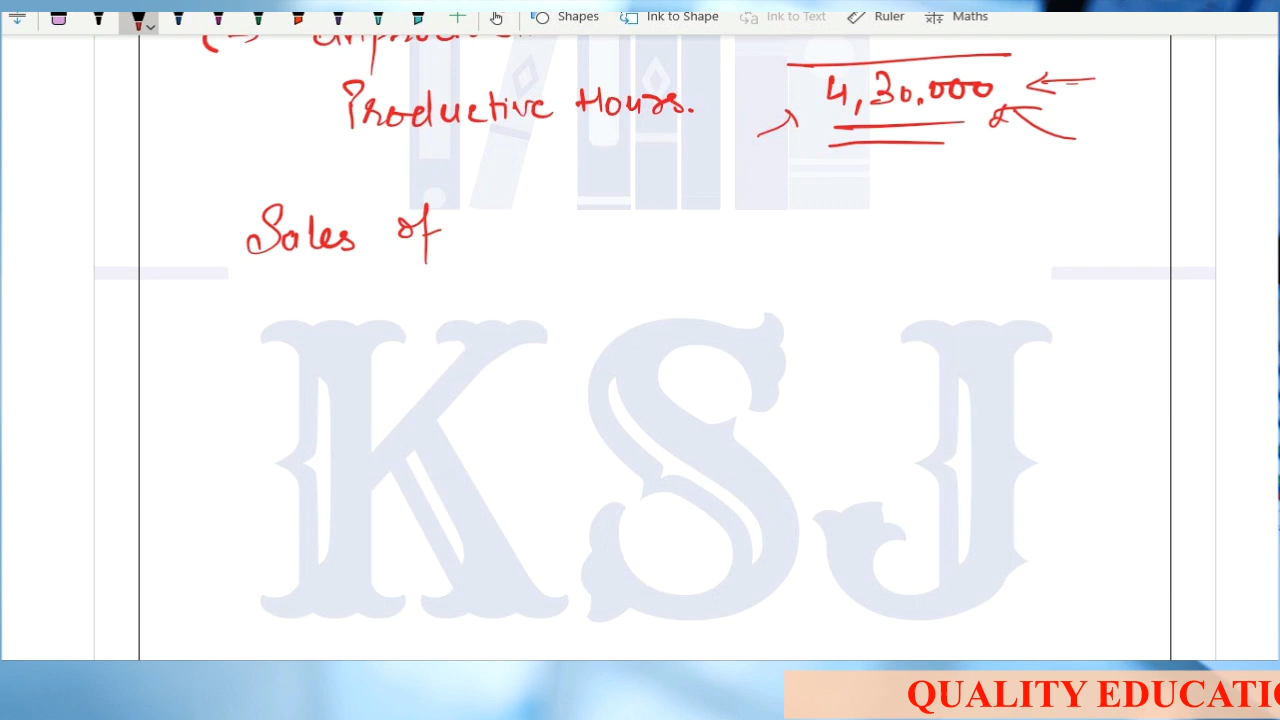 Shapes Ink to Shape Ink to Text Ruler Maths
Productive Hours. 4,30,000
Sales of
KSJ
QUALITY EDUCATIO